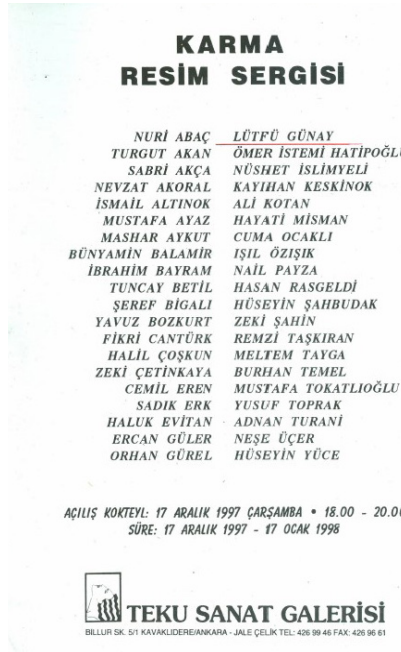 KARMA
RESİM SERGİSİ
NURİ ABAÇ LÜTFÜ GÜNAY
TURGUT AKAN ÖMER İSTEMİ HATİPOĞLU
SABRİ AKÇA NÜSHET İSLİMYELİ
NEVZAT AKORAL KAYIHAN KESKİNOK
İSMAİL ALTINOK ALİ KOTAN
MUSTAFA AYAZ HAYATİ MİSMAN
MASHAR AYKUT CUMA OCAKLI
BÜNYAMİN BALAMİR IŞIL ÖZIŞIK
İBRAHİM BAYRAM NAİL PAYZA
TUNCAY BETİL HASAN RASGELDİ
ŞEREF BİGALI HÜSEYİN ŞAHBUDAK
YAVUZ BOZKURT ZEKİ ŞAHİN
FİKRİ CANTÜRK REMZİ TAŞKIRAN
HALİL ÇOŞKUN MELTEM TAYGA
ZEKİ ÇETİNKAYA BURHAN TEMEL
CEMİL EREN MUSTAFA TOKATLIOĞLU
SADIK ERK YUSUF TOPRAK
HALUK EVİTAN ADNAN TURANİ
ERCAN GÜLER NEŞE ÜÇER
ORHAN GÜREL HÜSEYİN YÜCE
AÇILIŞ KOKTEYL: 17 ARALIK 1997 ÇARŞAMBA • 18.00 - 20.00
SÜRE: 17 ARALIK 1997 - 17 OCAK 1998
TEKU SANAT GALERİSİ
BILLUR SK. 5/1 KAVAKLIDERE/ANKARA - JALE ÇELİK TEL: 426 99 46 FAX: 426 96 61